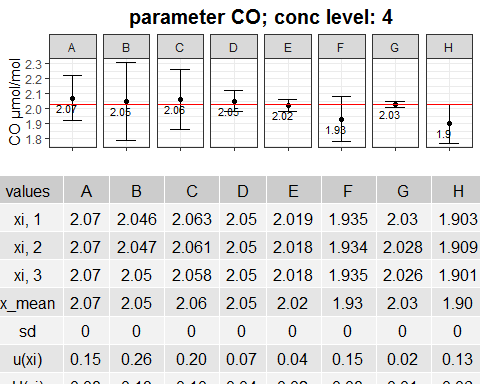 parameter CO; conc level: 4
A B C D E F G H
CO µmol/mol
2.3
2.2
2.1
2.0
1.9
1.8
2.07 2.05 2.06 2.05 2.02 1.93 2.03 1.9
values A B C D E F G H
xi, 1 2.07 2.046 2.063 2.05 2.019 1.935 2.03 1.903
xi, 2 2.07 2.047 2.061 2.05 2.018 1.934 2.028 1.909
xi, 3 2.07 2.05 2.058 2.05 2.018 1.935 2.026 1.901
x_mean 2.07 2.05 2.06 2.05 2.02 1.93 2.03 1.90
sd 0 0 0 0 0 0 0 0
u(xi) 0.15 0.26 0.20 0.07 0.04 0.15 0.02 0.13